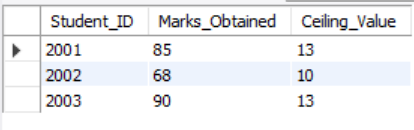 Student_ID Marks_Obtained Ceiling_Value
2001 85 13
2002 68 10
2003 90 13